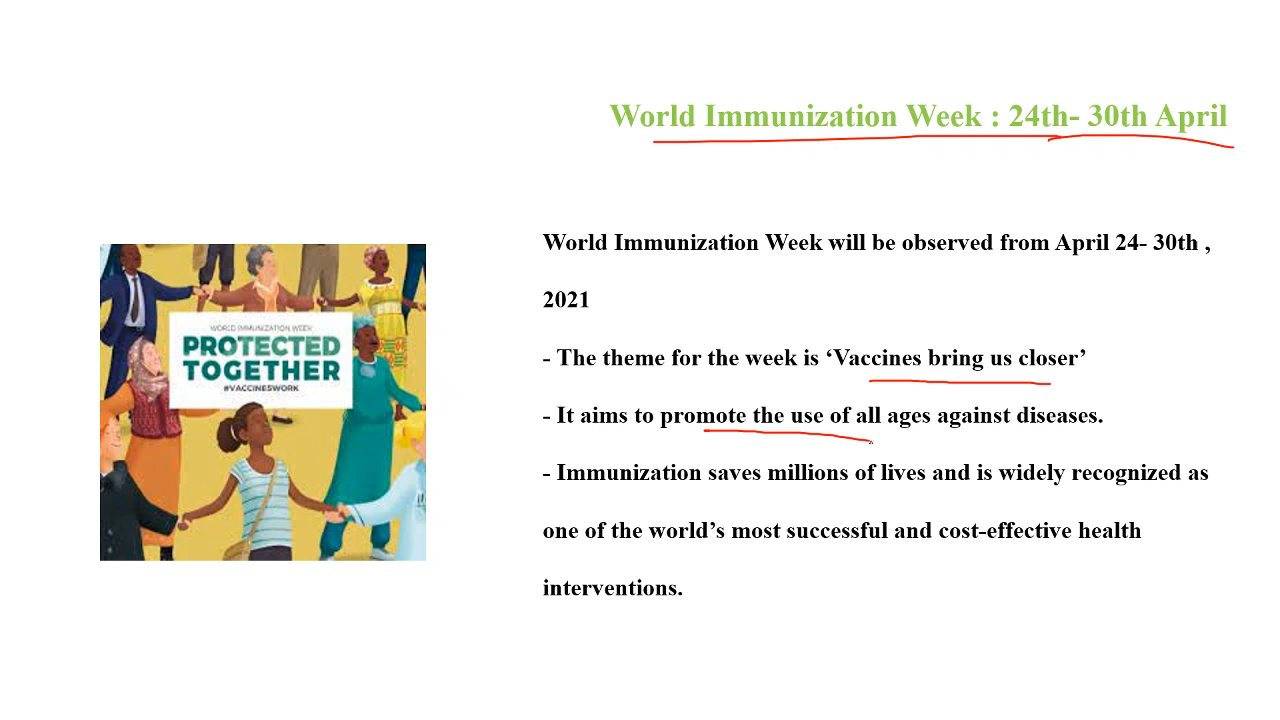 World Immunization Week : 24th- 30th April
WORLD IMMUNIZATION WEEK
PROTECTED
TOGETHER
#VACCINESWORK
World Immunization Week will be observed from April 24- 30th ,
2021
- The theme for the week is ‘Vaccines bring us closer’
- It aims to promote the use of all ages against diseases.
- Immunization saves millions of lives and is widely recognized as
one of the world’s most successful and cost-effective health
interventions.